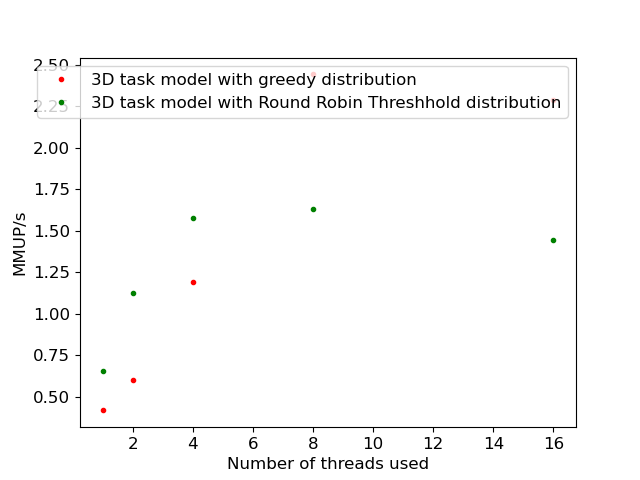 2.50
3D task model with greedy distribution
2.25
3D task model with Round Robin Threshhold distribution
2.00
1.75
1.50
1.25
1.00
0.75
0.50
MMUP/s
2 4 6 8 10 12 14 16
Number of threads used